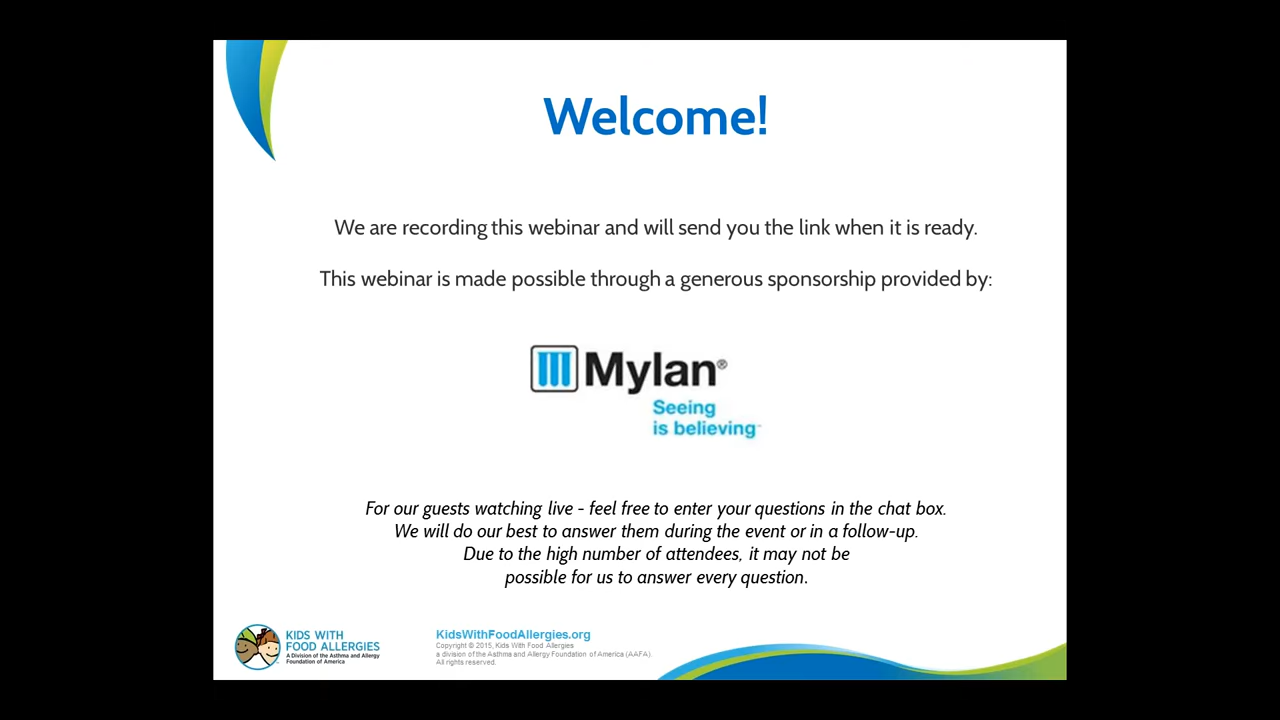 Welcome!
We are recording this webinar and will send you the link when it is ready.
This webinar is made possible through a generous sponsorship provided by:
Mylan®
Seeing
is believing™
For our guests watching live - feel free to enter your questions in the chat box.
We will do our best to answer them during the event or in a follow-up.
Due to the high number of attendees, it may not be
possible for us to answer every question.
KIDS WITH
FOOD ALLERGIES
A Division of the Asthma and Allergy
Foundation of America
KidsWithFoodAllergies.org
Copyright © 2015, Kids With Food Allergies
a division of the Asthma and Allergy Foundation of America (AAFA).
All rights reserved.